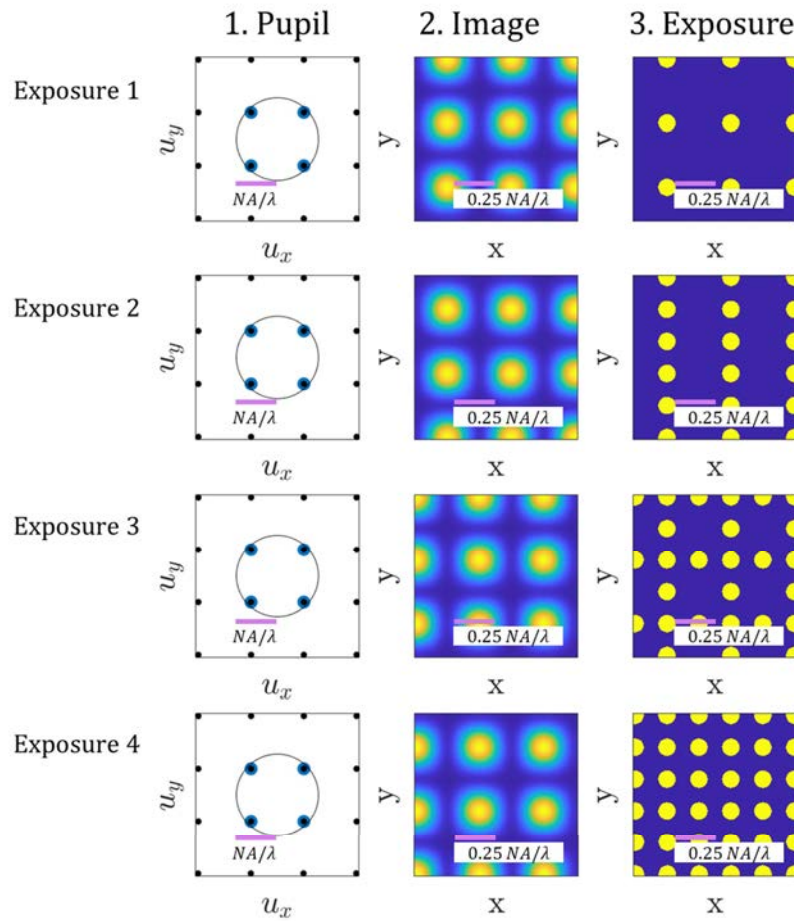 1. Pupil 2. Image 3. Exposure
Exposure 1
u_y y y
NA/λ 0.25 NA/λ 0.25 NA/λ
u_x x x
Exposure 2
u_y y y
NA/λ 0.25 NA/λ 0.25 NA/λ
u_x x x
Exposure 3
u_y y y
NA/λ 0.25 NA/λ 0.25 NA/λ
u_x x x
Exposure 4
u_y y y
NA/λ 0.25 NA/λ 0.25 NA/λ
u_x x x